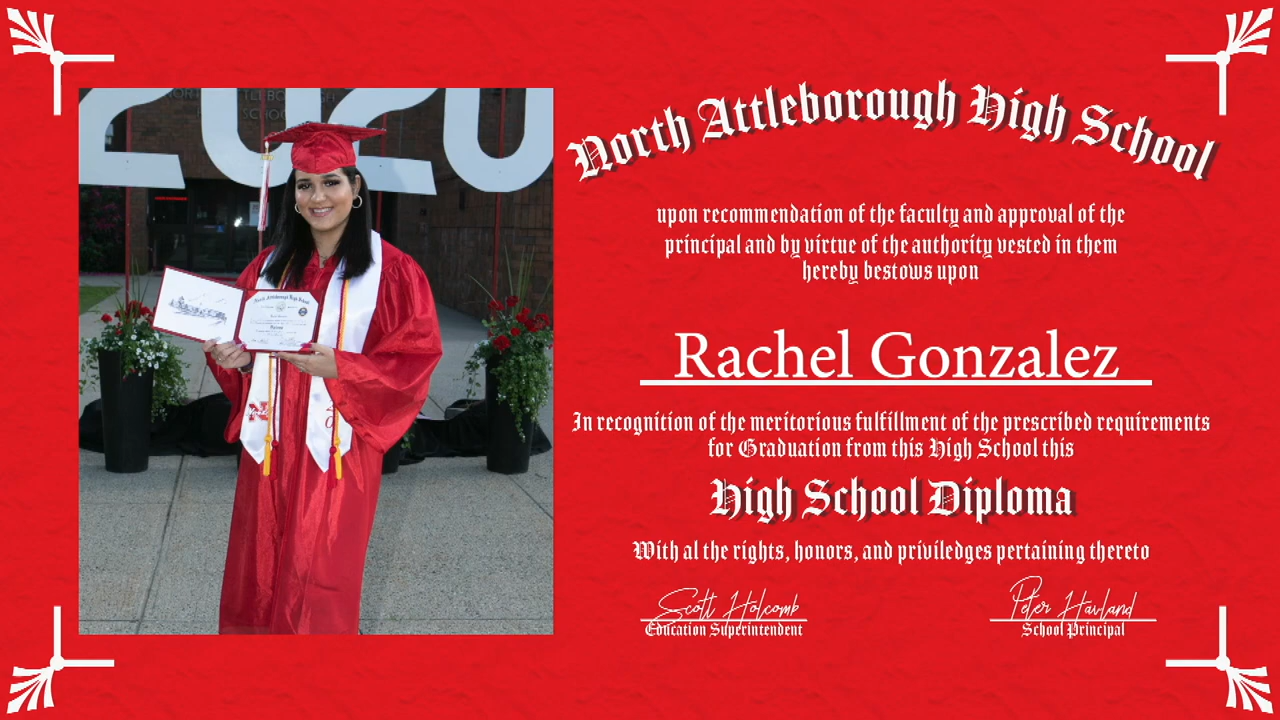 2020
North Attleborough High School
upon recommendation of the faculty and approval of the
principal and by virtue of the authority vested in them
hereby bestows upon
Rachel Gonzalez
In recognition of the meritorious fulfillment of the prescribed requirements
for Graduation from this High School this
High School Diploma
With al the rights, honors, and priviledges pertaining thereto
Scott Holcomb
Education Superintendent
Peter Havland
School Principal